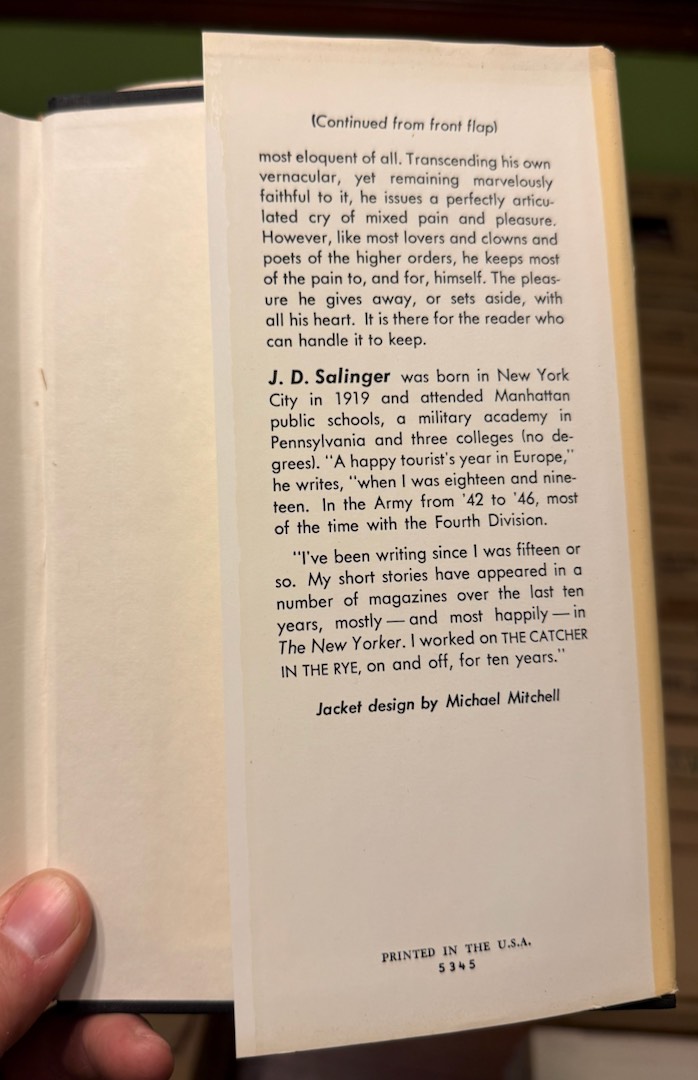 (Continued from front flap)
most eloquent of all. Transcending his own
vernacular, yet remaining marvelously
faithful to it, he issues a perfectly articu-
lated cry of mixed pain and pleasure.
However, like most lovers and clowns and
poets of the higher orders, he keeps most
of the pain to, and for, himself. The pleas-
ure he gives away, or sets aside, with
all his heart. It is there for the reader who
can handle it to keep.
J. D. Salinger was born in New York
City in 1919 and attended Manhattan
public schools, a military academy in
Pennsylvania and three colleges (no de-
grees). "A happy tourist's year in Europe,"
he writes, "when I was eighteen and nine-
teen. In the Army from '42 to '46, most
of the time with the Fourth Division.
"I've been writing since I was fifteen or
so. My short stories have appeared in a
number of magazines over the last ten
years, mostly — and most happily — in
The New Yorker. I worked on THE CATCHER
IN THE RYE, on and off, for ten years."
Jacket design by Michael Mitchell
PRINTED IN THE U.S.A.
5345